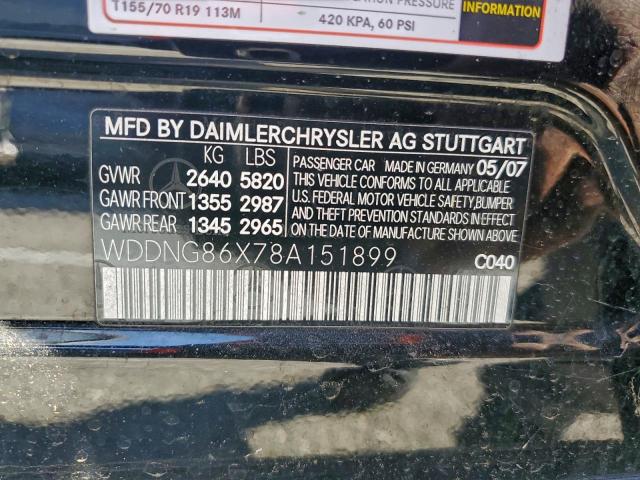 T155/70 R19 113M
PRESSURE
420 KPA, 60 PSI
INFORMATION
MFD BY DAIMLERCHRYSLER AG STUTTGART
KG LBS
GVWR 2640 5820
GAWR FRONT 1355 2987
GAWR REAR 1345 2965
PASSENGER CAR MADE IN GERMANY 05/07
THIS VEHICLE CONFORMS TO ALL APPLICABLE
U.S. FEDERAL MOTOR VEHICLE SAFETY, BUMPER
AND THEFT PREVENTION STANDARDS IN EFFECT
ON THE DATE OF MANUFACTURE SHOWN ABOVE.
WDDNG86X78A151899
C040